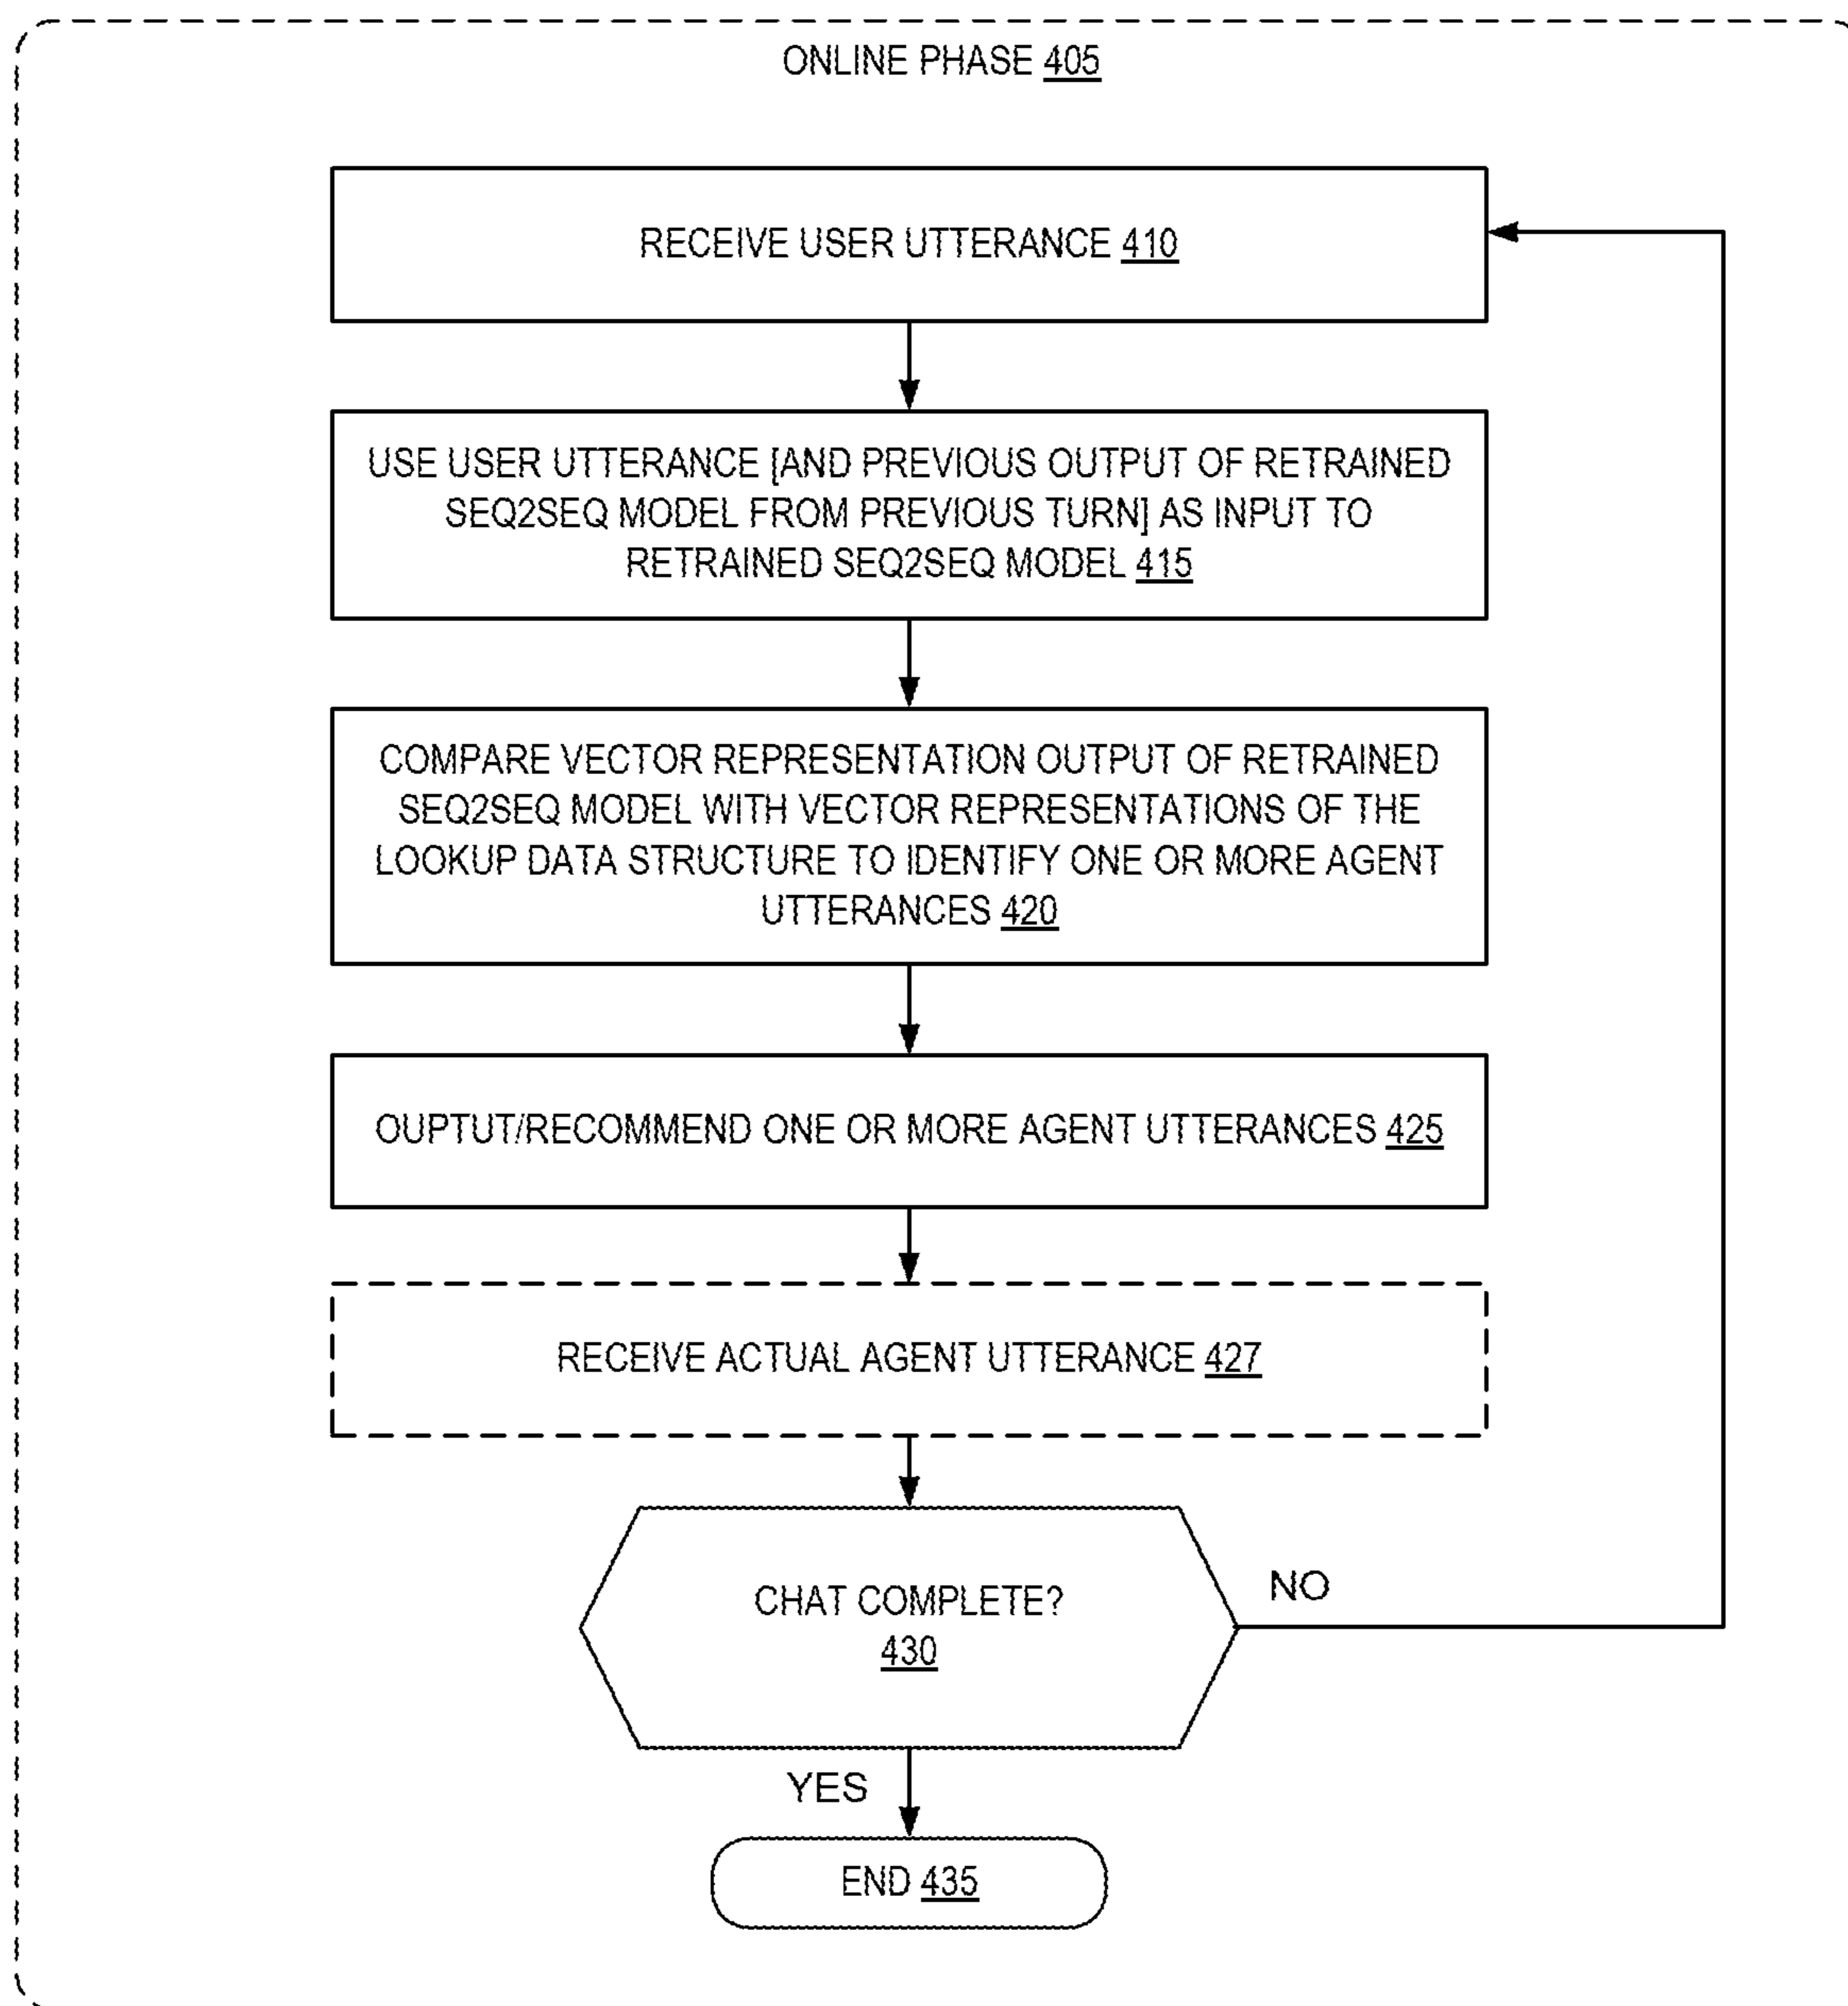 ONLINE PHASE 405
RECEIVE USER UTTERANCE 410
USE USER UTTERANCE [AND PREVIOUS OUTPUT OF RETRAINED
SEQ2SEQ MODEL FROM PREVIOUS TURN] AS INPUT TO
RETRAINED SEQ2SEQ MODEL 415
COMPARE VECTOR REPRESENTATION OUTPUT OF RETRAINED
SEQ2SEQ MODEL WITH VECTOR REPRESENTATIONS OF THE
LOOKUP DATA STRUCTURE TO IDENTIFY ONE OR MORE AGENT
UTTERANCES 420
OUPTUT/RECOMMEND ONE OR MORE AGENT UTTERANCES 425
RECEIVE ACTUAL AGENT UTTERANCE 427
CHAT COMPLETE?
430
NO
YES
END 435